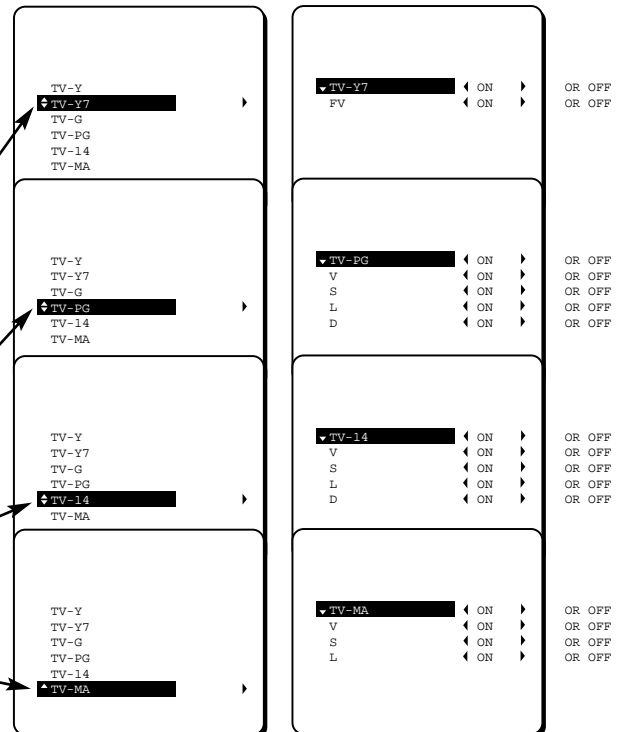 TV-Y
TV-Y7
TV-G
TV-PG
TV-14
TV-MA
TV-Y7 ON OR OFF
FV ON OR OFF
TV-Y
TV-Y7
TV-G
TV-PG
TV-14
TV-MA
TV-PG ON OR OFF
V ON OR OFF
S ON OR OFF
L ON OR OFF
D ON OR OFF
TV-Y
TV-Y7
TV-G
TV-PG
TV-14
TV-MA
TV-14 ON OR OFF
V ON OR OFF
S ON OR OFF
L ON OR OFF
D ON OR OFF
TV-Y
TV-Y7
TV-G
TV-PG
TV-14
TV-MA
TV-MA ON OR OFF
V ON OR OFF
S ON OR OFF
L ON OR OFF